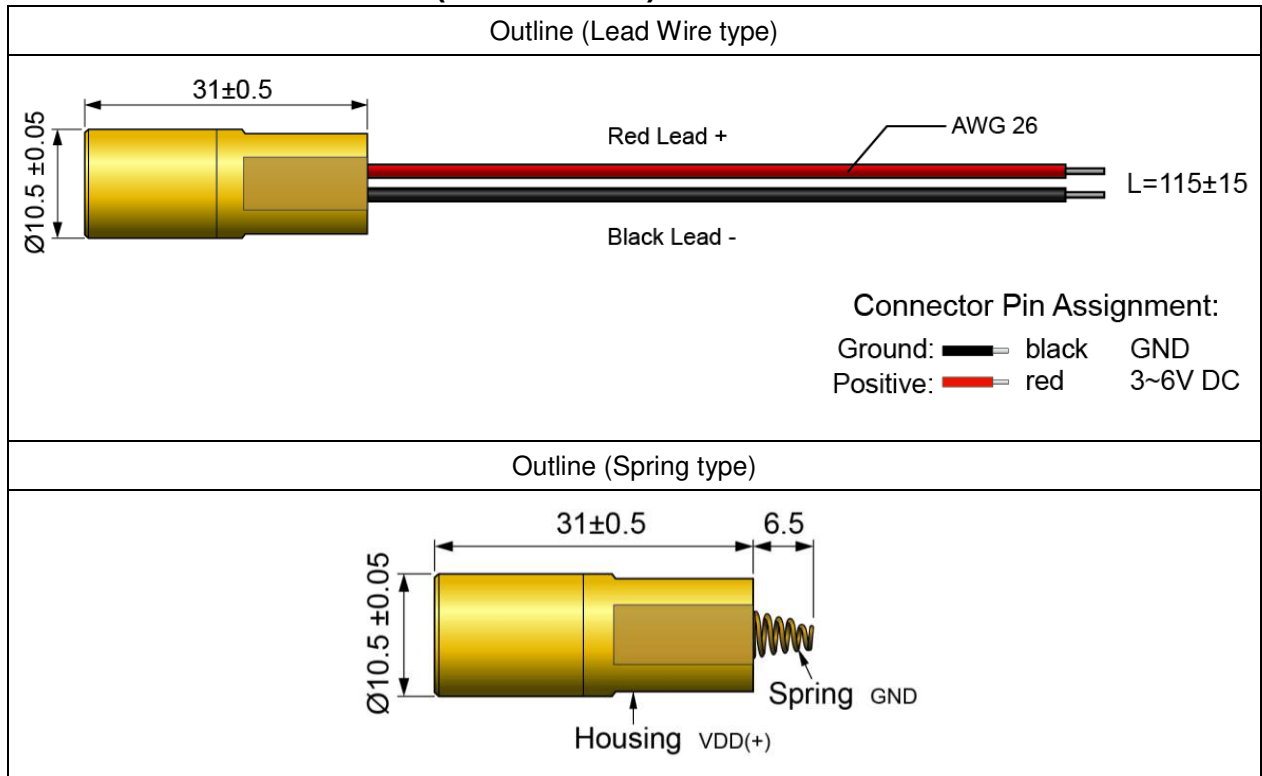 Outline (Lead Wire type)
31±0.5
Ø10.5 ±0.05
Red Lead +
AWG 26
L=115±15
Black Lead -
Connector Pin Assignment:
Ground: black GND
Positive: red 3~6V DC
Outline (Spring type)
31±0.5 6.5
Ø10.5 ±0.05
Spring GND
Housing VDD(+)